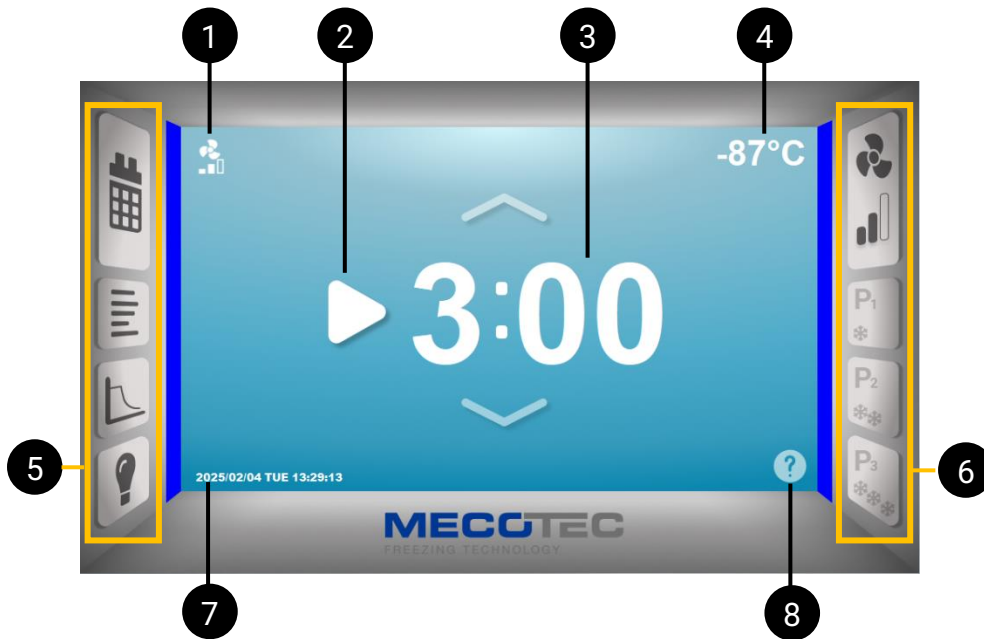 1 2 3 4
-87°C
3:00
P1
P2
P3
5
6
2025/02/04 TUE 13:29:13
?
MECOTEC
FREEZING TECHNOLOGY
7 8